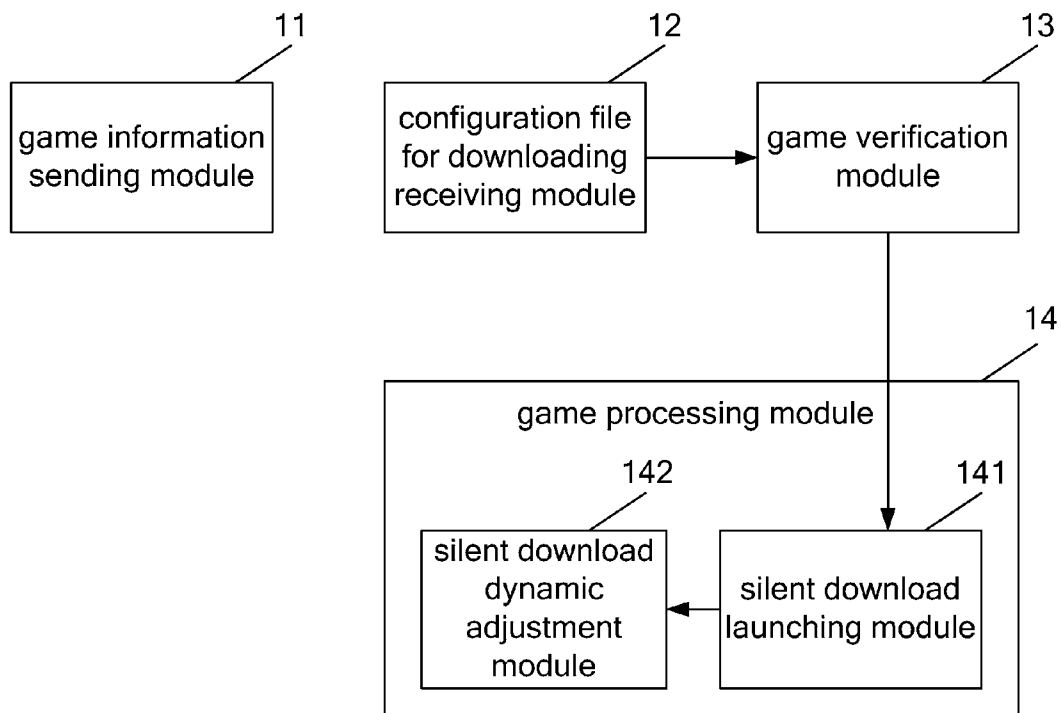 11
12
13
game information
sending module
configuration file
for downloading
receiving module
game verification
module
14
game processing module
142
141
silent download
dynamic
adjustment
module
silent download
launching module